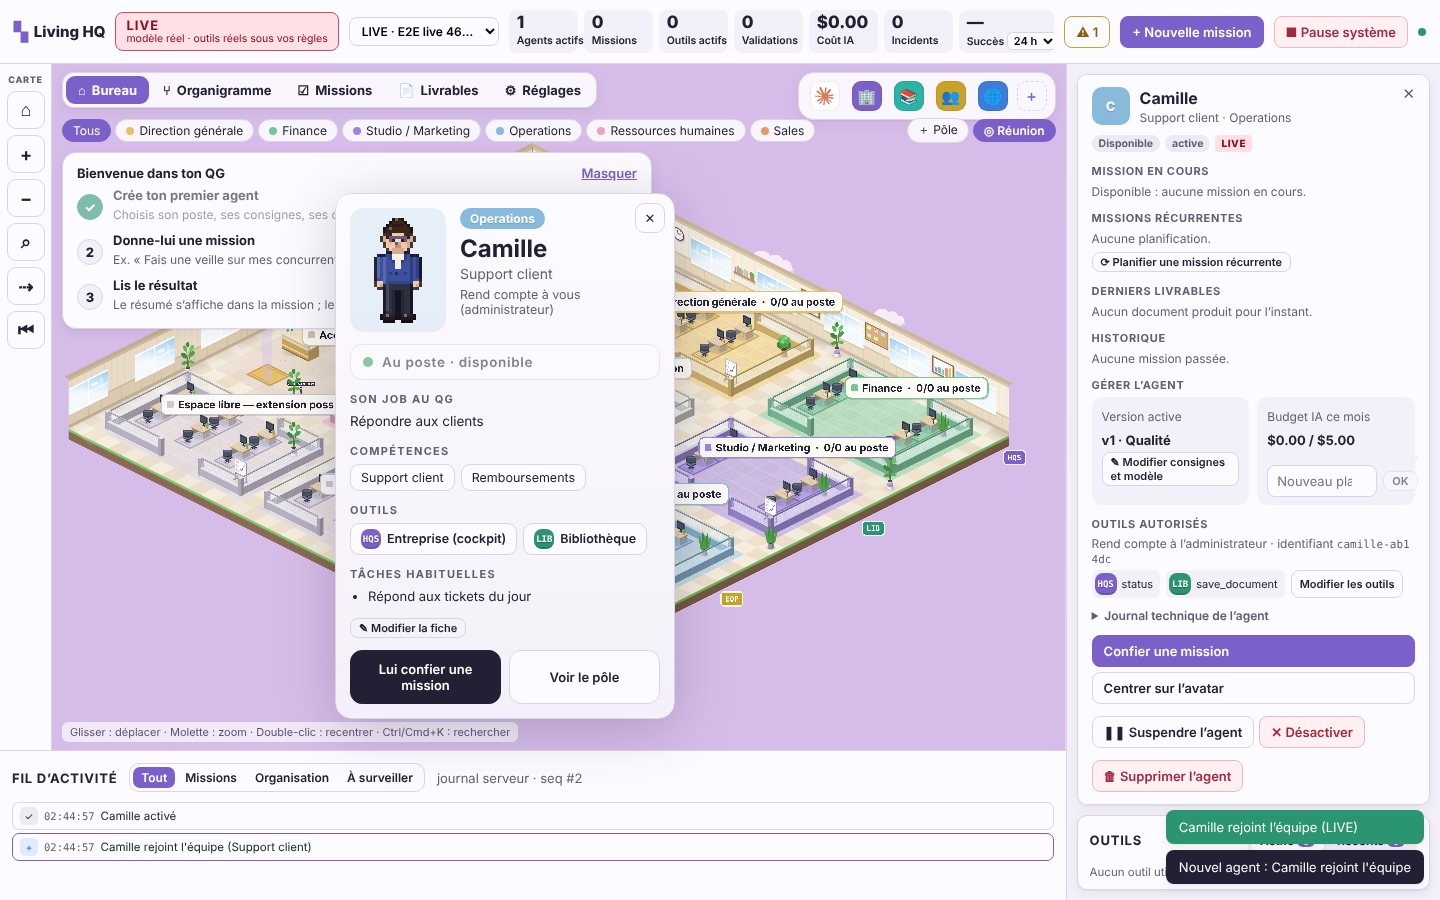 Living HQ
LIVE
modèle réel · outils réels sous vos règles
LIVE · E2E live 46...
1
Agents actifs
0
Missions
0
Outils actifs
0
Validations
$0.00
Coût IA
0
Incidents
—
Succès 24 h
⚠ 1
+ Nouvelle mission
■ Pause système
CARTE
⌂ Bureau
Organigramme
☑ Missions
Livrables
⚙ Réglages
+
Tous
Direction générale
Finance
Studio / Marketing
Operations
Ressources humaines
Sales
+ Pôle
◎ Réunion
Bienvenue dans ton QG
Masquer
✓
Crée ton premier agent
Choisis son poste, ses consignes, ses
2
Donne-lui une mission
Ex. « Fais une veille sur mes concurren
3
Lis le résultat
Le résumé s'affiche dans la mission ; le
Operations
×
Camille
Support client
Rend compte à vous
(administrateur)
Au poste · disponible
SON JOB AU QG
Répondre aux clients
COMPÉTENCES
Support client
Remboursements
OUTILS
HQS Entreprise (cockpit)
LIB Bibliothèque
TÂCHES HABITUELLES
• Répond aux tickets du jour
✎ Modifier la fiche
Lui confier une
mission
Voir le pôle
rection générale · 0/0 au poste
Finance · 0/0 au poste
Espace libre — extension poss
Studio / Marketing · 0/0 au poste
au poste
HQS
LIB
EQP
Glisser : déplacer · Molette : zoom · Double-clic : recentrer · Ctrl/Cmd+K : rechercher
FIL D'ACTIVITÉ
Tout
Missions
Organisation
À surveiller
journal serveur · seq #2
✓ 02:44:57 Camille activé
+ 02:44:57 Camille rejoint l'équipe (Support client)
C
Camille
Support client · Operations
×
Disponible
active
LIVE
MISSION EN COURS
Disponible : aucune mission en cours.
MISSIONS RÉCURRENTES
Aucune planification.
⟳ Planifier une mission récurrente
DERNIERS LIVRABLES
Aucun document produit pour l'instant.
HISTORIQUE
Aucune mission passée.
GÉRER L'AGENT
Version active
v1 · Qualité
✎ Modifier consignes
et modèle
Budget IA ce mois
$0.00 / $5.00
Nouveau pla
OK
OUTILS AUTORISÉS
Rend compte à l'administrateur · identifiant camille-ab1
4dc
HQS status
LIB save_document
Modifier les outils
▶ Journal technique de l'agent
Confier une mission
Centrer sur l'avatar
❚❚ Suspendre l'agent
✕ Désactiver
Supprimer l'agent
OUTILS
Aucun outil uti
Camille rejoint l'équipe (LIVE)
Nouvel agent : Camille rejoint l'équipe